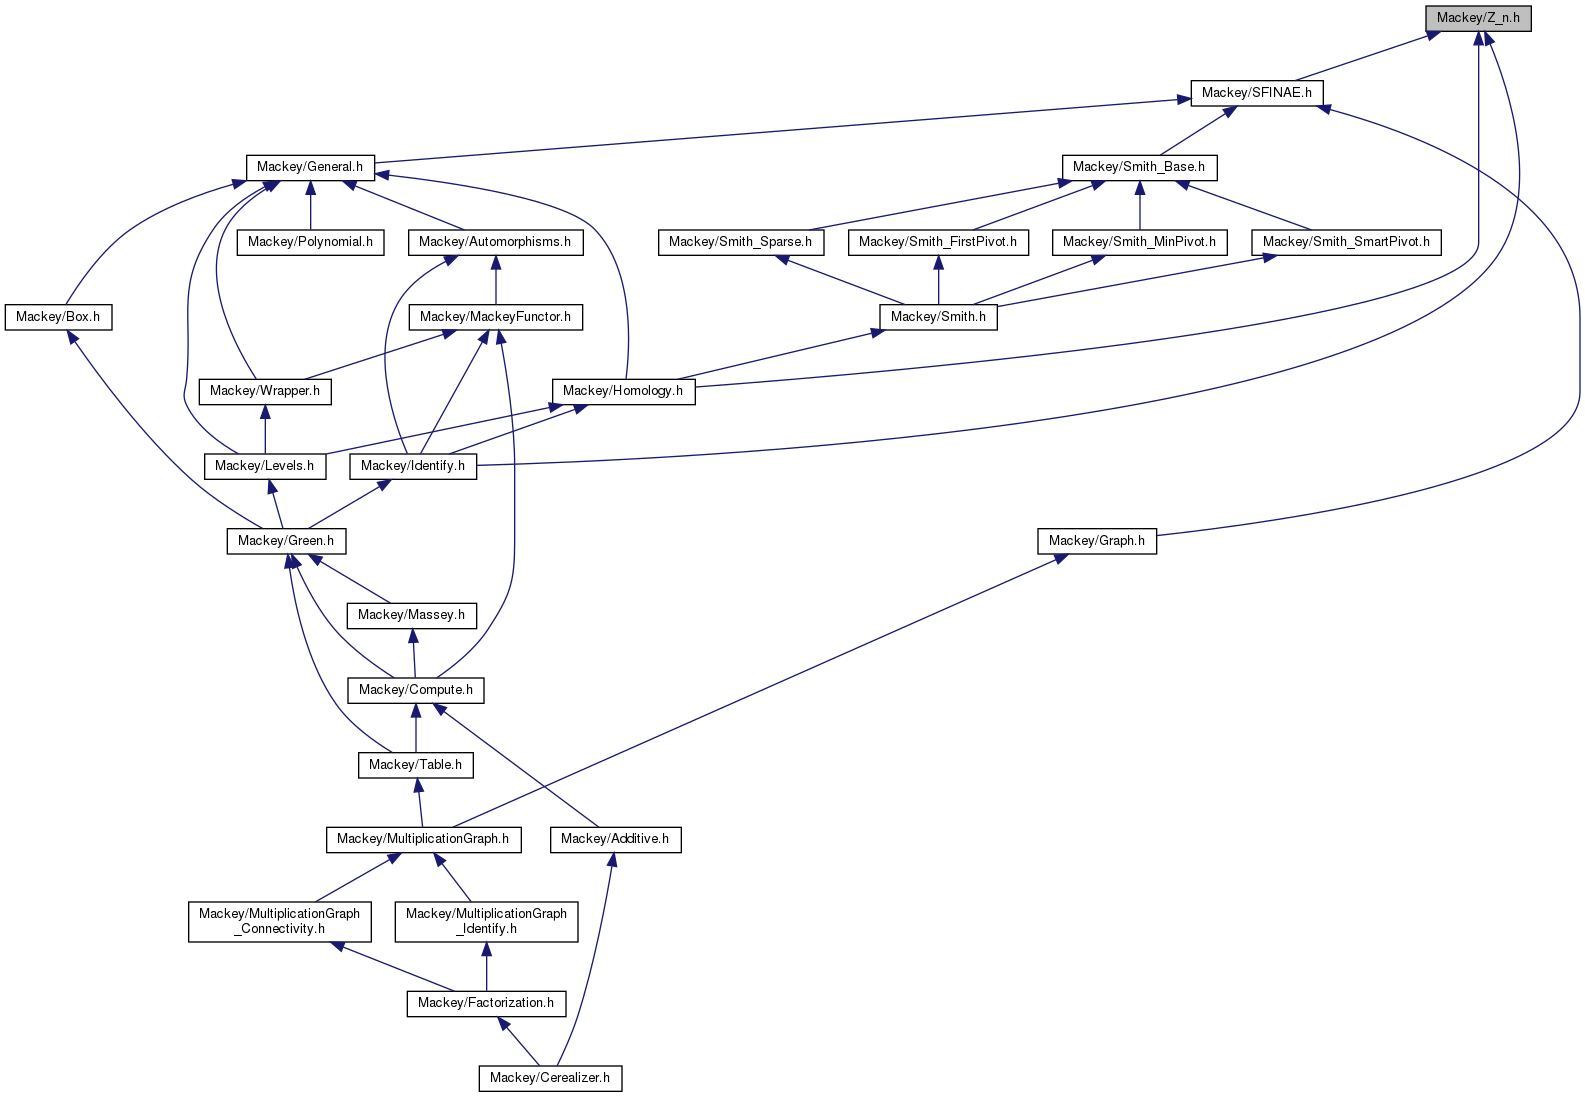 Mackey/Z_n.h
Mackey/SFINAE.h
Mackey/General.h
Mackey/Smith_Base.h
Mackey/Polynomial.h
Mackey/Automorphisms.h
Mackey/Smith_Sparse.h
Mackey/Smith_FirstPivot.h
Mackey/Smith_MinPivot.h
Mackey/Smith_SmartPivot.h
Mackey/Box.h
Mackey/MackeyFunctor.h
Mackey/Smith.h
Mackey/Wrapper.h
Mackey/Homology.h
Mackey/Levels.h
Mackey/Identify.h
Mackey/Green.h
Mackey/Graph.h
Mackey/Massey.h
Mackey/Compute.h
Mackey/Table.h
Mackey/MultiplicationGraph.h
Mackey/Additive.h
Mackey/MultiplicationGraph
_Connectivity.h
Mackey/MultiplicationGraph
_Identify.h
Mackey/Factorization.h
Mackey/Cerealizer.h